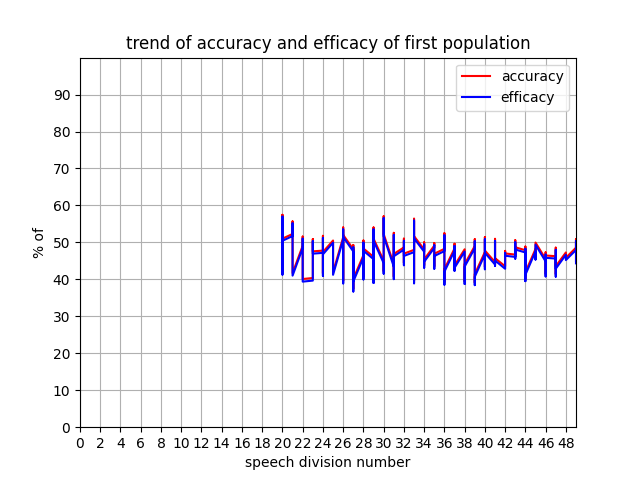 trend of accuracy and efficacy of first population
accuracy
efficacy
% of
90
80
70
60
50
40
30
20
10
0
0 2 4 6 8 10 12 14 16 18 20 22 24 26 28 30 32 34 36 38 40 42 44 46 48
speech division number